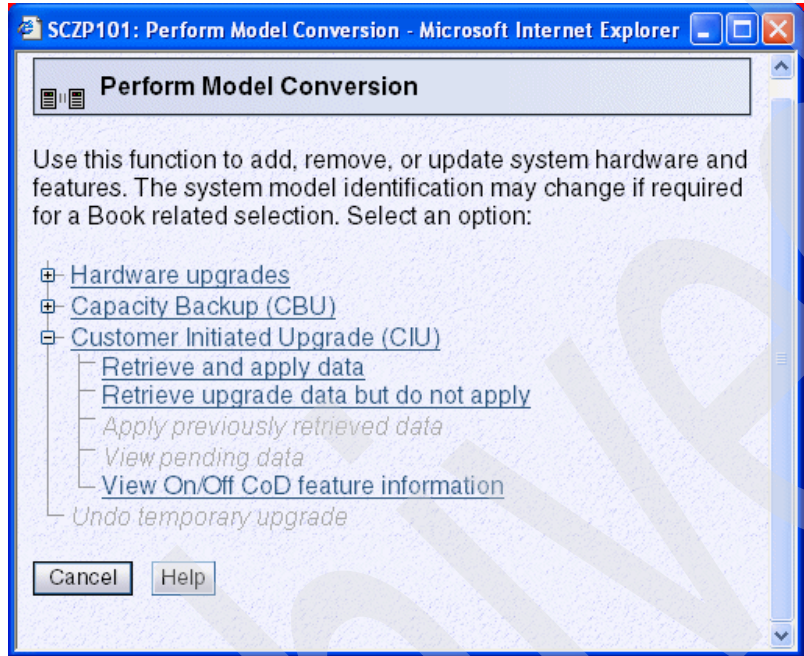 SCZP101: Perform Model Conversion - Microsoft Internet Explorer
Perform Model Conversion
Use this function to add, remove, or update system hardware and
features. The system model identification may change if required
for a Book related selection. Select an option:
Hardware upgrades
Capacity Backup (CBU)
Customer Initiated Upgrade (CIU)
Retrieve and apply data
Retrieve upgrade data but do not apply
Apply previously retrieved data
View pending data
View On/Off CoD feature information
Undo temporary upgrade
Cancel Help